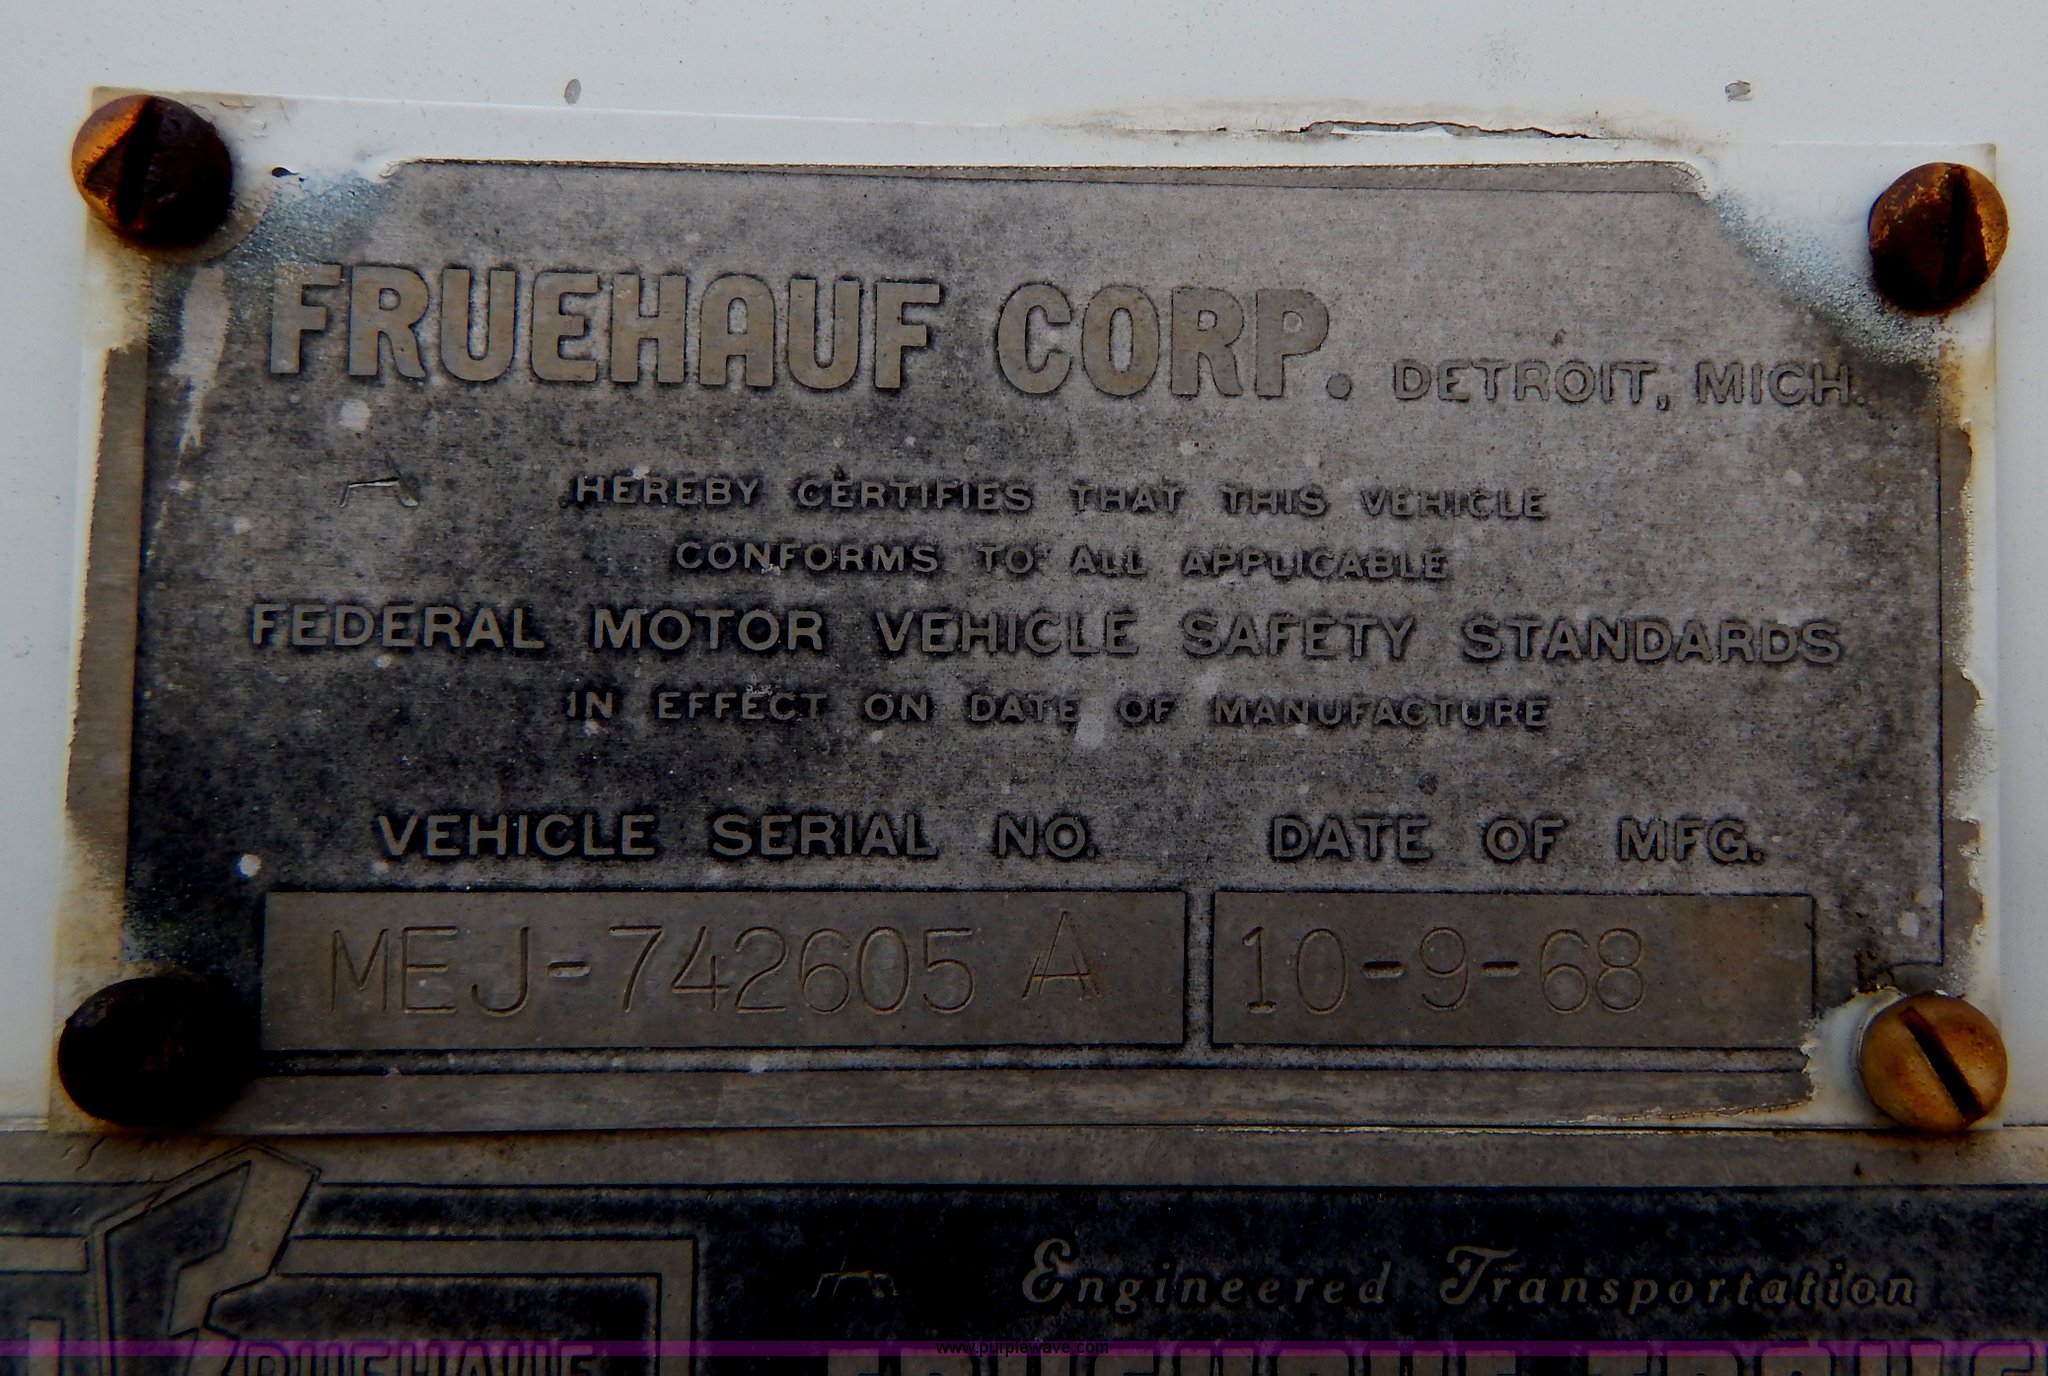 FRUEHAUF CORP. DETROIT, MICH.
HEREBY CERTIFIES THAT THIS VEHICLE
CONFORMS TO ALL APPLICABLE
FEDERAL MOTOR VEHICLE SAFETY STANDARDS
IN EFFECT ON DATE OF MANUFACTURE
VEHICLE SERIAL NO. DATE OF MFG.
MEJ-742605 A 10-9-68
Engineered Transportation
FRUEHAUF
www.purplewave.com